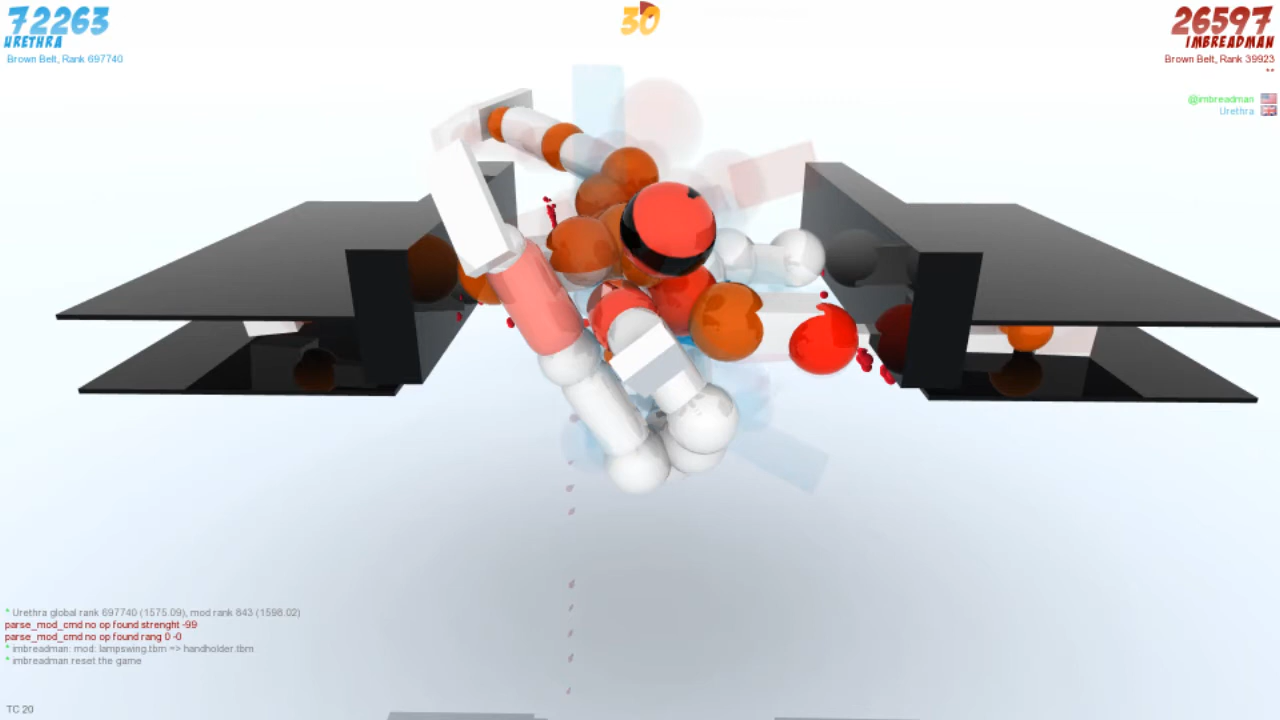 72263
URETHRA
Brown Belt, Rank 697740
30
26597
IMBREADMAN
Brown Belt, Rank 39923
@imbreadman
Urethra
* Urethra global rank 697740 (1575.09), mod rank 843 (1598.02)
parse_mod_cmd no op found strenght -99
parse_mod_cmd no op found rang 0 -0
* imbreadman: mod: lampswing.tbm => handholder.tbm
* imbreadman reset the game
TC 20